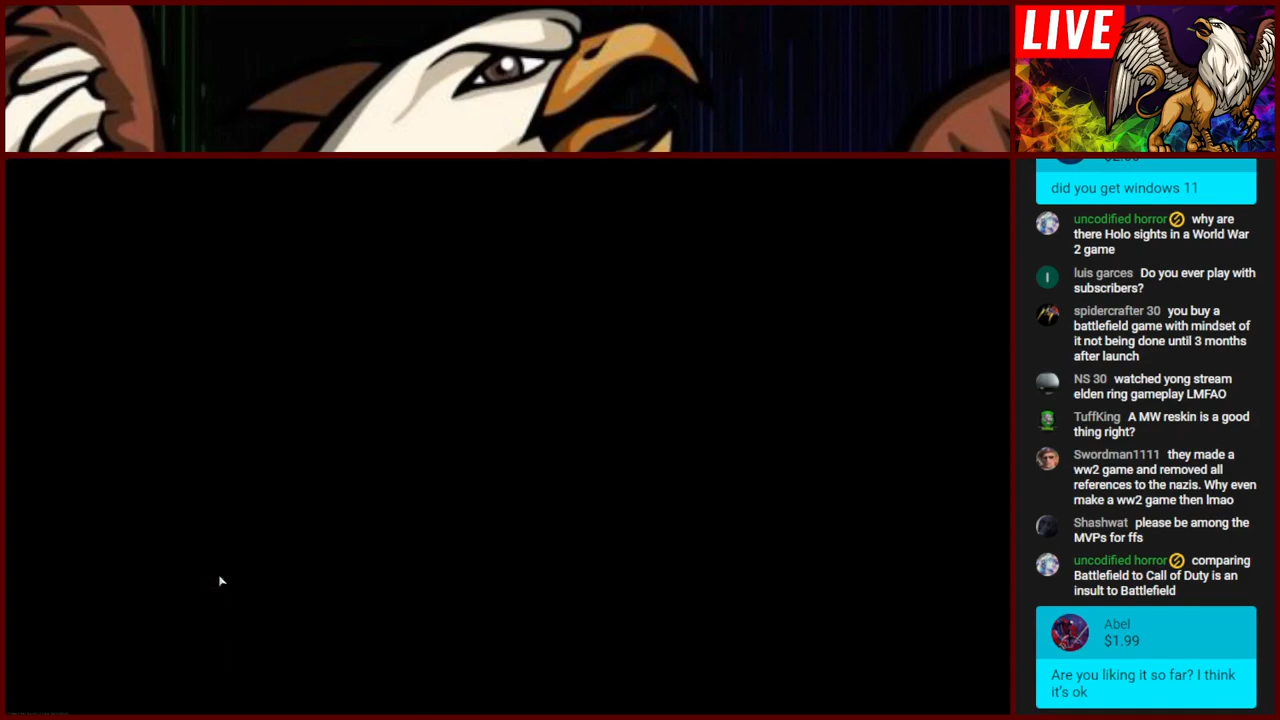 LIVE
did you get windows 11
uncodified horror why are
there Holo sights in a World War
2 game
I
luis garces Do you ever play with
subscribers?
spidercrafter 30 you buy a
battlefield game with mindset of
it not being done until 3 months
after launch
NS 30 watched yong stream
elden ring gameplay LMFAO
TuffKing A MW reskin is a good
thing right?
Swordman1111 they made a
ww2 game and removed all
references to the nazis. Why even
make a ww2 game then lmao
Shashwat please be among the
MVPs for ffs
uncodified horror comparing
Battlefield to Call of Duty is an
insult to Battlefield
Abel
$1.99
Are you liking it so far? I think
it's ok